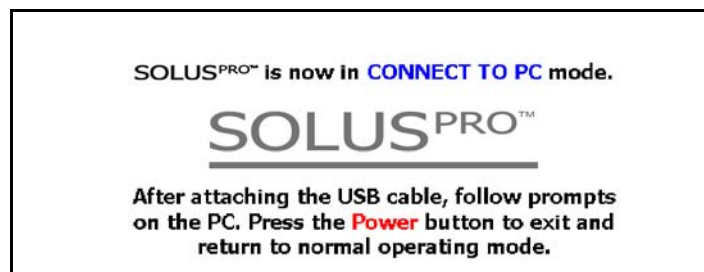 SOLUSPRO™ is now in CONNECT TO PC mode.
SOLUSPRO™
After attaching the USB cable, follow prompts
on the PC. Press the Power button to exit and
return to normal operating mode.